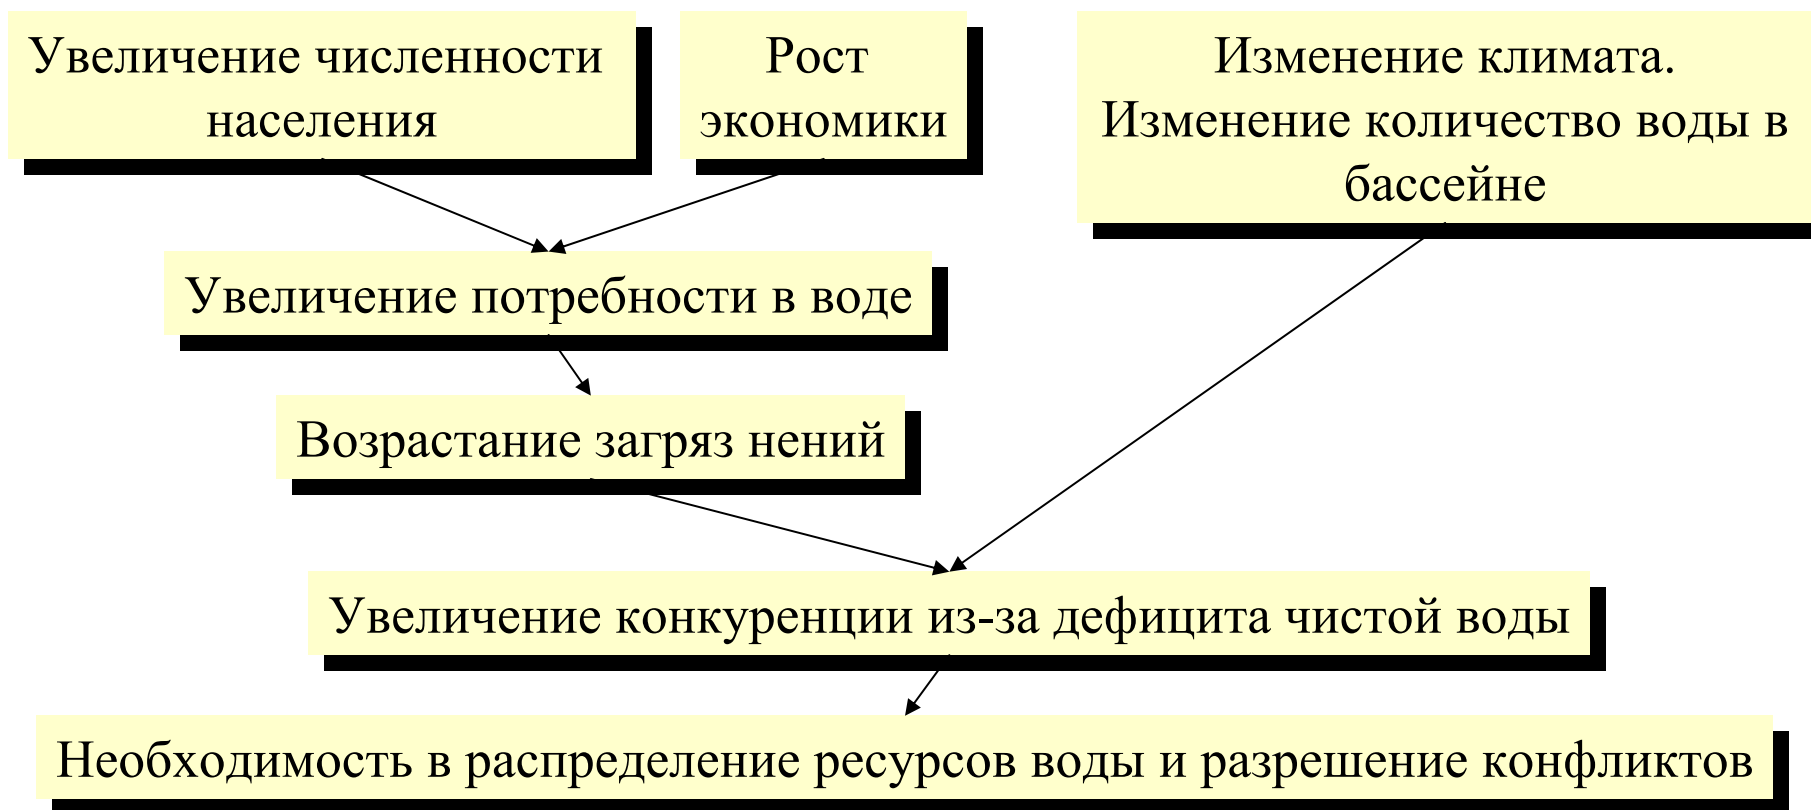 Увеличение численности
населения
Рост
экономики
Изменение климата.
Изменение количество воды в
бассейне
Увеличение потребности в воде
Возрастание загряз нений
Увеличение конкуренции из-за дефицита чистой воды
Необходимость в распределение ресурсов воды и разрешение конфликтов